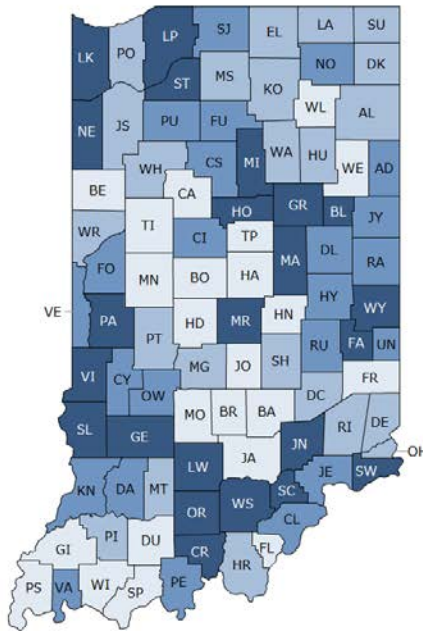 LK PO LP SJ EL LA SU
ST MS NO DK
KO
NE JS PU FU WL AL
WH CS MI WA HU WE AD
BE CA
HO GR BL JY
WR TI CI TP
FO MA DL RA
MN BO HA
VE HY WY
PA HD MR HN
PT RU FA UN
VI CY MG JO SH FR
OW DC
MO BR BA
SL GE JN RI DE
JA OH
LW JE SW
KN DA MT WS SC
OR CL
PI DU
GI CR FL
HR
PS VA WI SP PE